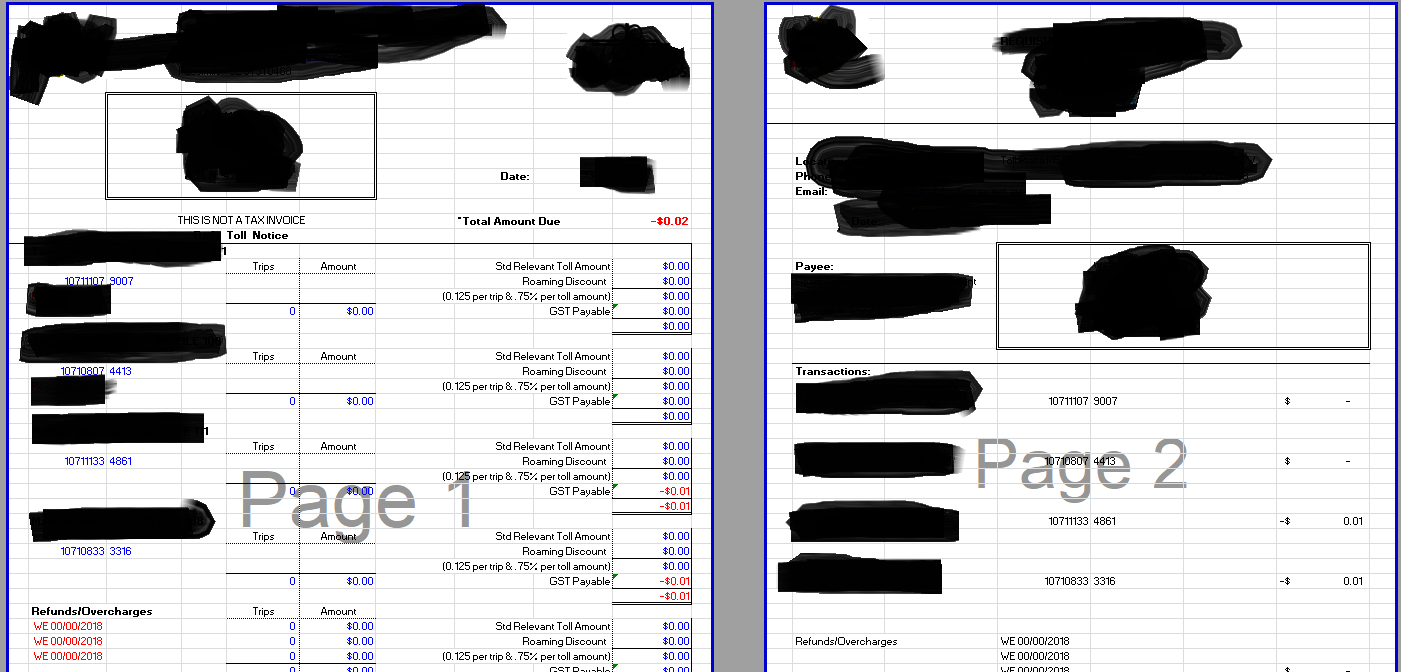 Date:
THIS IS NOT A TAX INVOICE
*Total Amount Due -$0.02
Toll Notice
Trips Amount Std Relevant Toll Amount $0.00
10711107 9007 Roaming Discount $0.00
(0.125 per trip & .75% per toll amount) $0.00
0 $0.00 GST Payable $0.00
$0.00
Trips Amount Std Relevant Toll Amount $0.00
10710807 4413 Roaming Discount $0.00
(0.125 per trip & .75% per toll amount) $0.00
0 $0.00 GST Payable $0.00
$0.00
Trips Amount Std Relevant Toll Amount $0.00
10711133 4861 Roaming Discount $0.00
(0.125 per trip & .75% per toll amount) $0.00
0 $0.00 GST Payable -$0.01
-$0.01
Page 1
Trips Amount Std Relevant Toll Amount $0.00
10710833 3316 Roaming Discount $0.00
(0.125 per trip & .75% per toll amount) $0.00
0 $0.00 GST Payable -$0.01
-$0.01
Refunds/Overcharges Trips Amount
WE 00/00/2018 0 $0.00 Std Relevant Toll Amount $0.00
WE 00/00/2018 0 $0.00 Roaming Discount $0.00
WE 00/00/2018 0 $0.00 (0.125 per trip & .75% per toll amount) $0.00
0 $0.00 GST Payable $0.00
Email:
Payee:
Transactions:
10711107 9007 $ -
10710807 4413 $ -
Page 2
10711133 4861 -$ 0.01
10710833 3316 -$ 0.01
Refunds/Overcharges WE 00/00/2018
WE 00/00/2018
WE 00/00/2018 $ -